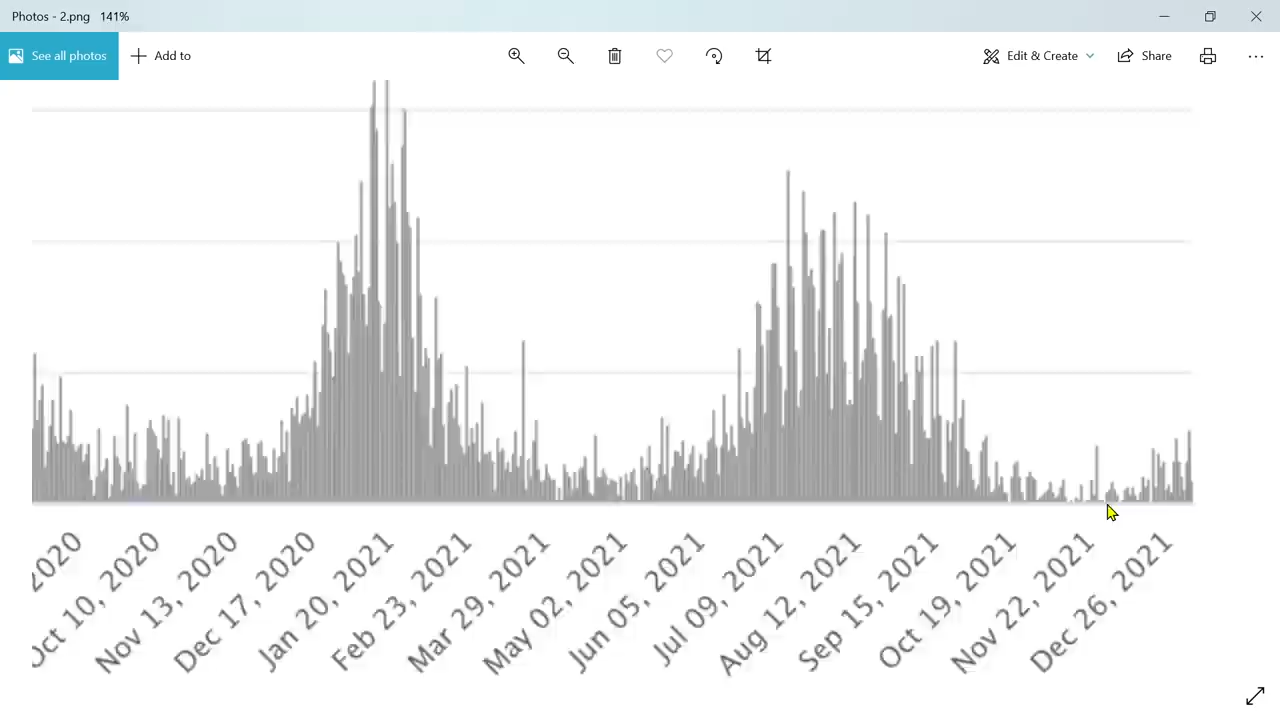 Photos - 2.png 141%
See all photos
Add to
Edit & Create
Share
2020
Oct 10, 2020
Nov 13, 2020
Dec 17, 2020
Jan 20, 2021
Feb 23, 2021
Mar 29, 2021
May 02, 2021
Jun 05, 2021
Jul 09, 2021
Aug 12, 2021
Sep 15, 2021
Oct 19, 2021
Nov 22, 2021
Dec 26, 2021